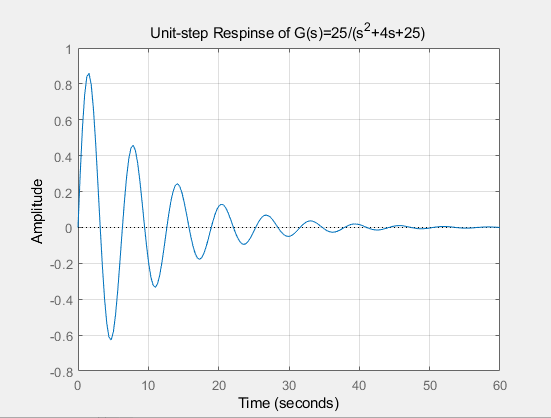 Unit-step Respinse of G(s)=25/(s²+4s+25)
1
0.8
0.6
0.4
0.2
0
-0.2
-0.4
-0.6
-0.8
Amplitude
0 10 20 30 40 50 60
Time (seconds)